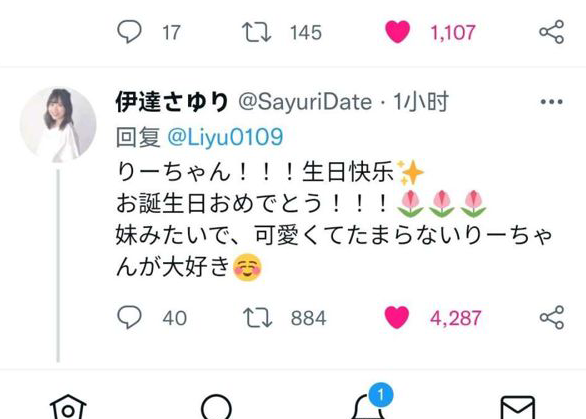 17 145 1,107
伊達さゆり @SayuriDate · 1小时
回复 @Liyu0109
りーちゃん！！！生日快乐✨
お誕生日おめでとう！！！🌷🌷🌷
妹みたいで、可愛くてたまらないりーちゃ
んが大好き☺️
40 884 4,287
1